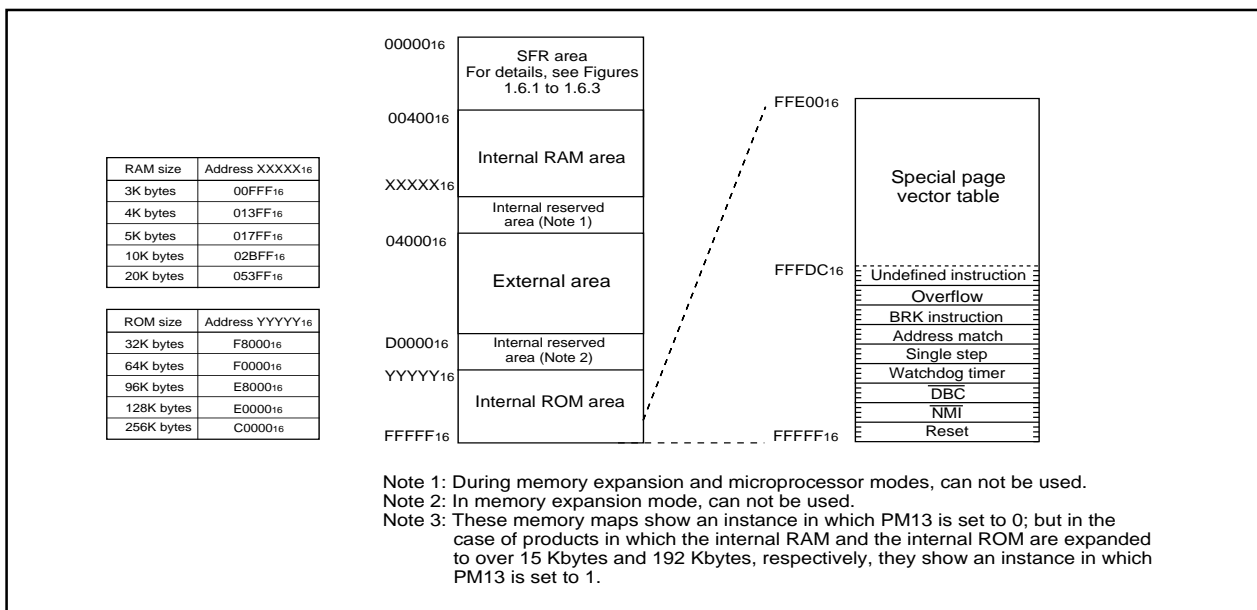 RAM size Address XXXXX16
3K bytes 00FFF16
4K bytes 013FF16
5K bytes 017FF16
10K bytes 02BFF16
20K bytes 053FF16
ROM size Address YYYYY16
32K bytes F800016
64K bytes F000016
96K bytes E800016
128K bytes E000016
256K bytes C000016
0000016
SFR area
For details, see Figures
1.6.1 to 1.6.3
0040016
Internal RAM area
XXXXX16
Internal reserved
area (Note 1)
0400016
External area
D000016
Internal reserved
area (Note 2)
YYYYY16
Internal ROM area
FFFFF16
FFE0016
Special page
vector table
FFFDC16
Undefined instruction
Overflow
BRK instruction
Address match
Single step
Watchdog timer
DBC
NMI
Reset
FFFFF16
Note 1: During memory expansion and microprocessor modes, can not be used.
Note 2: In memory expansion mode, can not be used.
Note 3: These memory maps show an instance in which PM13 is set to 0; but in the
case of products in which the internal RAM and the internal ROM are expanded
to over 15 Kbytes and 192 Kbytes, respectively, they show an instance in which
PM13 is set to 1.